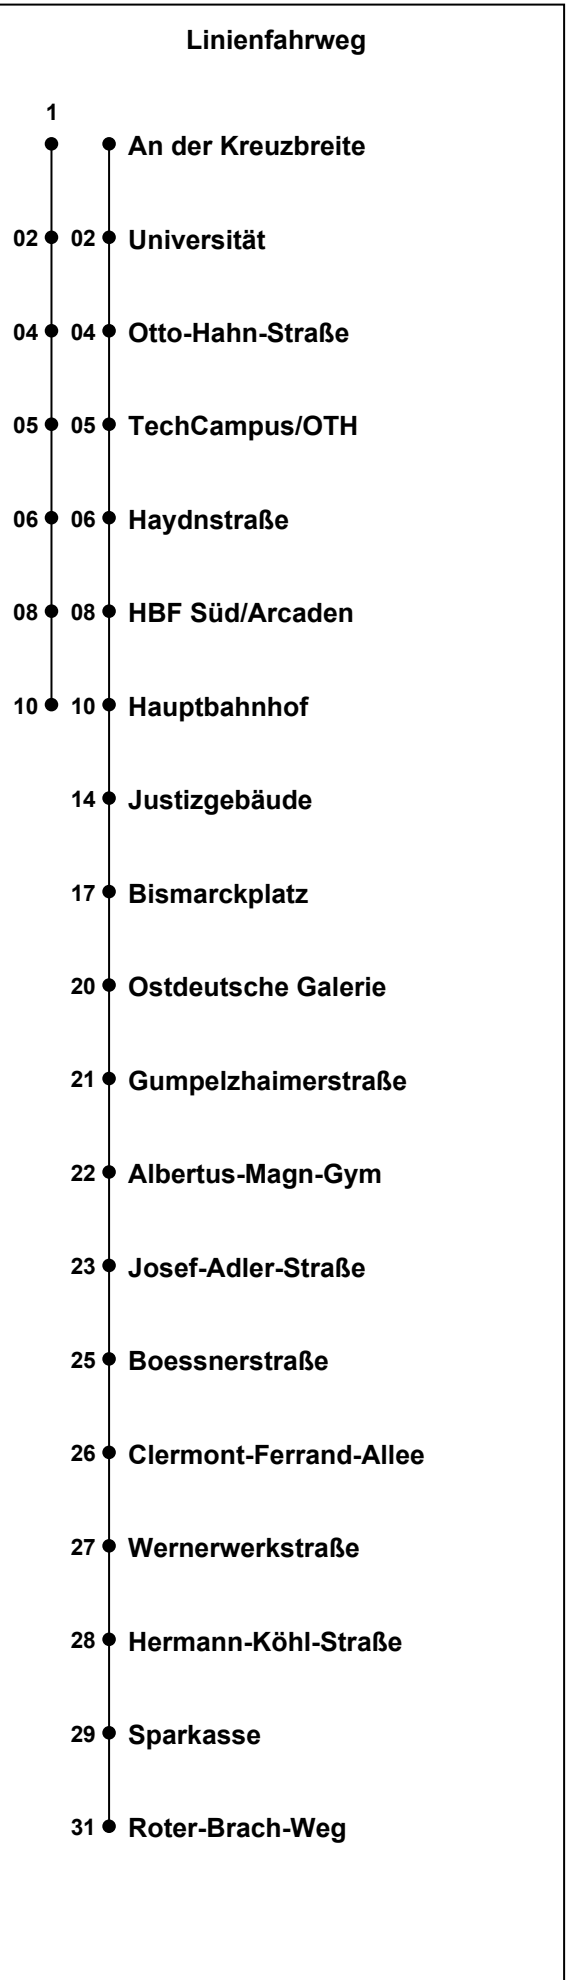 Linienfahrweg
1
An der Kreuzbreite
02 02 Universität
04 04 Otto-Hahn-Straße
05 05 TechCampus/OTH
06 06 Haydnstraße
08 08 HBF Süd/Arcaden
10 10 Hauptbahnhof
14 Justizgebäude
17 Bismarckplatz
20 Ostdeutsche Galerie
21 Gumpelzhaimerstraße
22 Albertus-Magn-Gym
23 Josef-Adler-Straße
25 Boessnerstraße
26 Clermont-Ferrand-Allee
27 Wernerwerkstraße
28 Hermann-Köhl-Straße
29 Sparkasse
31 Roter-Brach-Weg